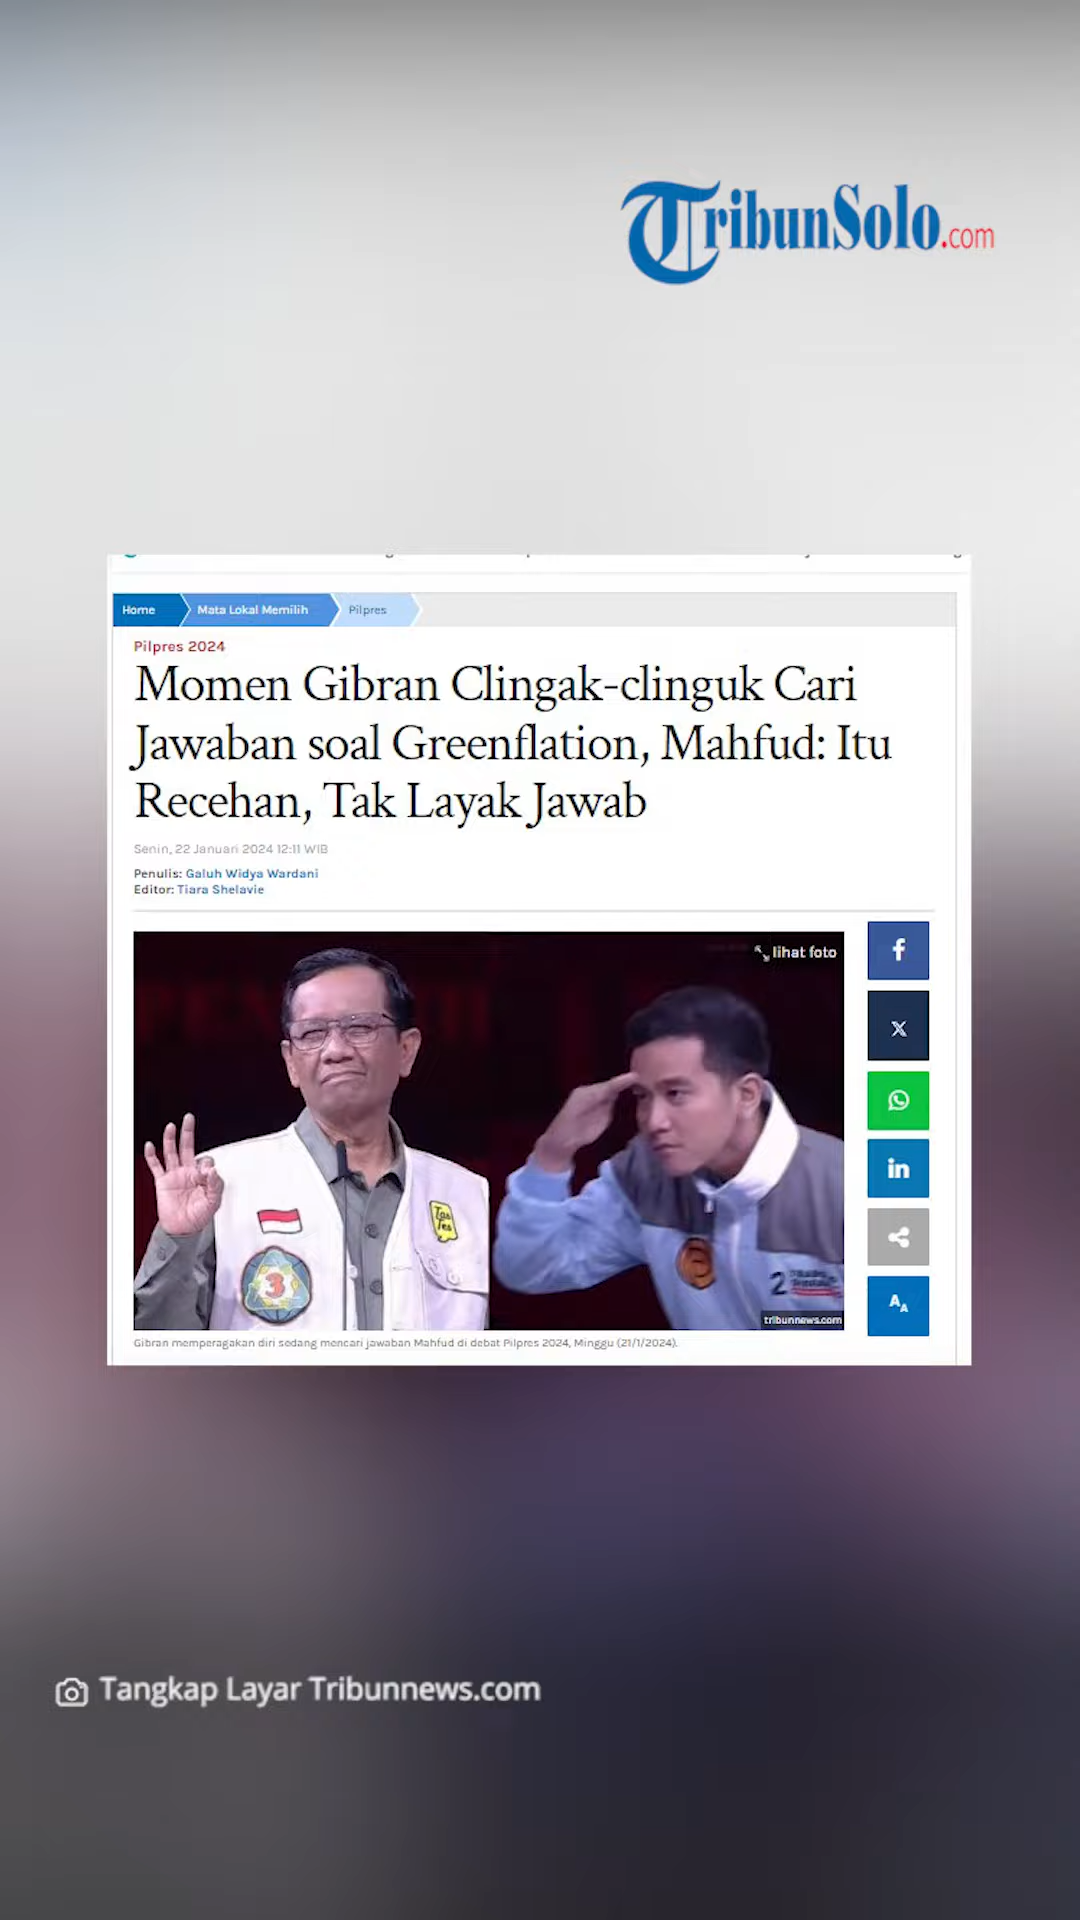 TribunSolo.com
Home
Mata Lokal Memilih
Pilpres
Pilpres 2024
Momen Gibran Clingak-clinguk Cari
Jawaban soal Greenflation, Mahfud: Itu
Recehan, Tak Layak Jawab
Senin, 22 Januari 2024 12:11 WIB
Penulis: Galuh Widya Wardani
Editor: Tiara Shelavie
lihat foto
3
2
tribunnews.com
Gibran memperagakan diri sedang mencari jawaban Mahfud di debat Pilpres 2024, Minggu (21/1/2024).
Tangkap Layar Tribunnews.com